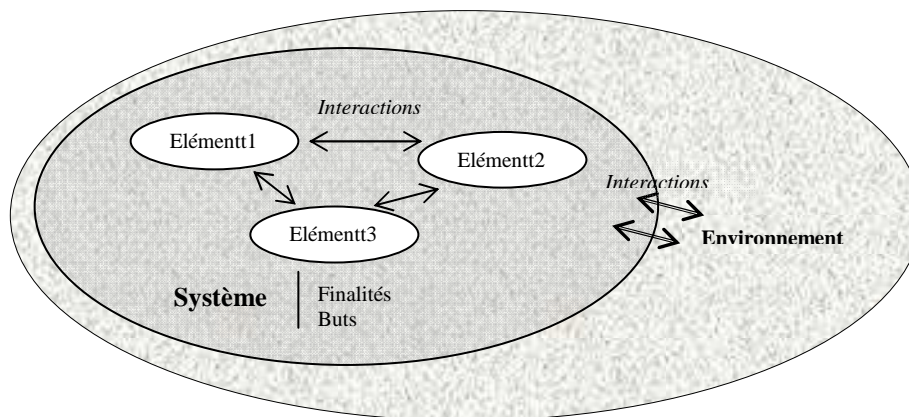 Interactions
Elémentt1
Elémentt2
Interactions
Elémentt3
Environnement
Système
Finalités
Buts